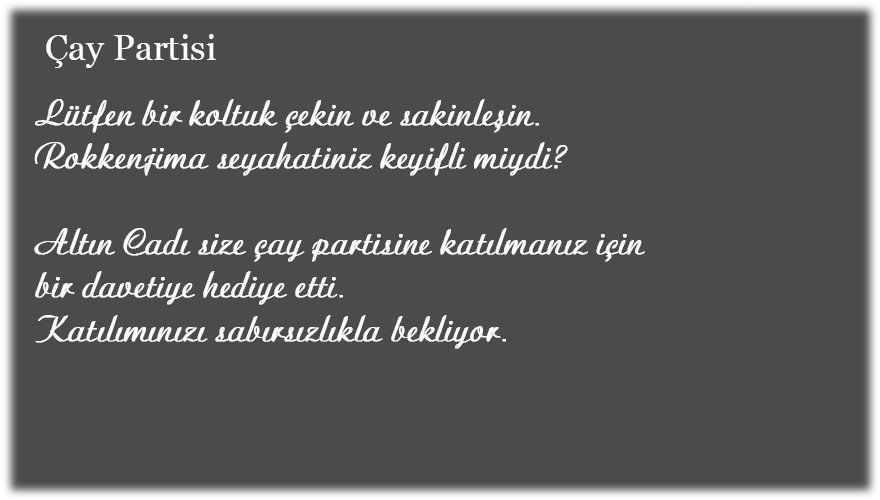 Çay Partisi
Lütfen bir koltuk çekin ve sakinleşin.
Rokkenjima seyahatiniz keyifli miydi?
Altın Cadı size çay partisine katılmanız için
bir davetiye hediye etti.
Katılımınızı sabırsızlıkla bekliyor.